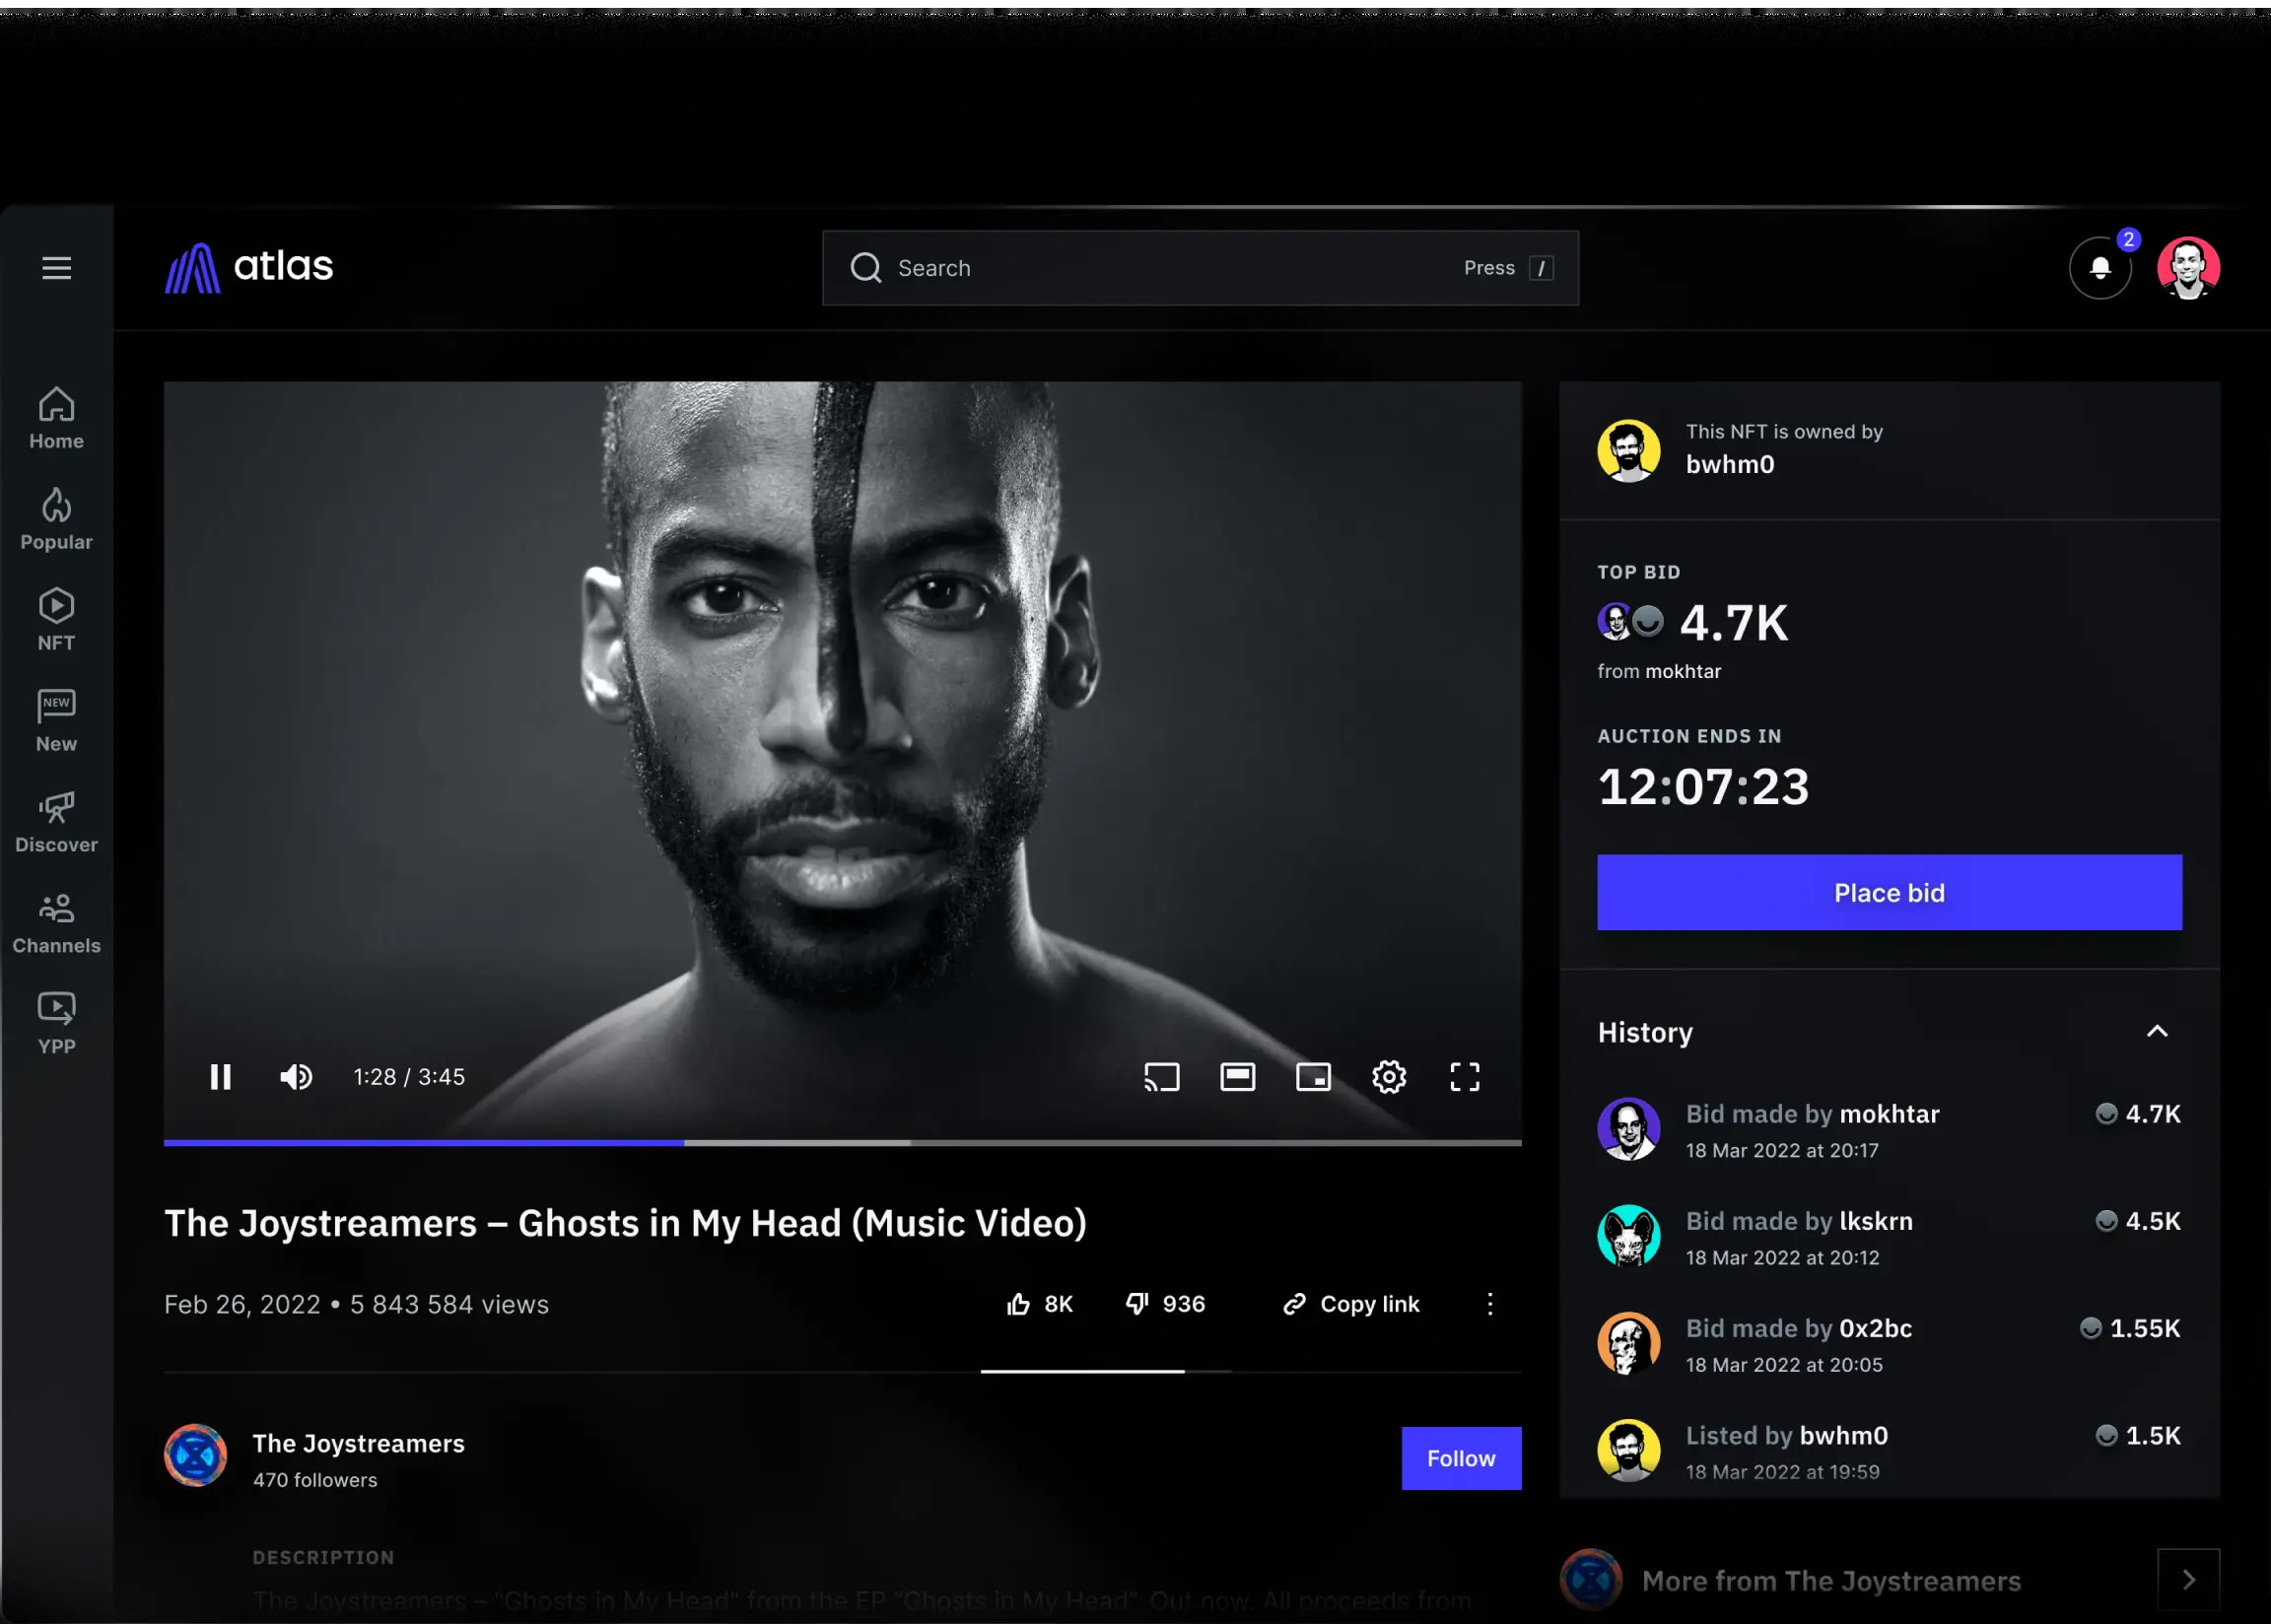 atlas
Search
Press /
2
Home
Popular
NFT
NEW
New
Discover
Channels
YPP
1:28 / 3:45
The Joystreamers – Ghosts in My Head (Music Video)
Feb 26, 2022 • 5 843 584 views
8K
936
Copy link
The Joystreamers
470 followers
Follow
DESCRIPTION
The Joystreamers – "Ghosts in My Head" from the EP “Ghosts in My Head”. Out now. All proceeds from
This NFT is owned by
bwhm0
TOP BID
4.7K
from mokhtar
AUCTION ENDS IN
12:07:23
Place bid
History
Bid made by mokhtar 4.7K
18 Mar 2022 at 20:17
Bid made by lkskrn 4.5K
18 Mar 2022 at 20:12
Bid made by 0x2bc 1.55K
18 Mar 2022 at 20:05
Listed by bwhm0 1.5K
18 Mar 2022 at 19:59
More from The Joystreamers